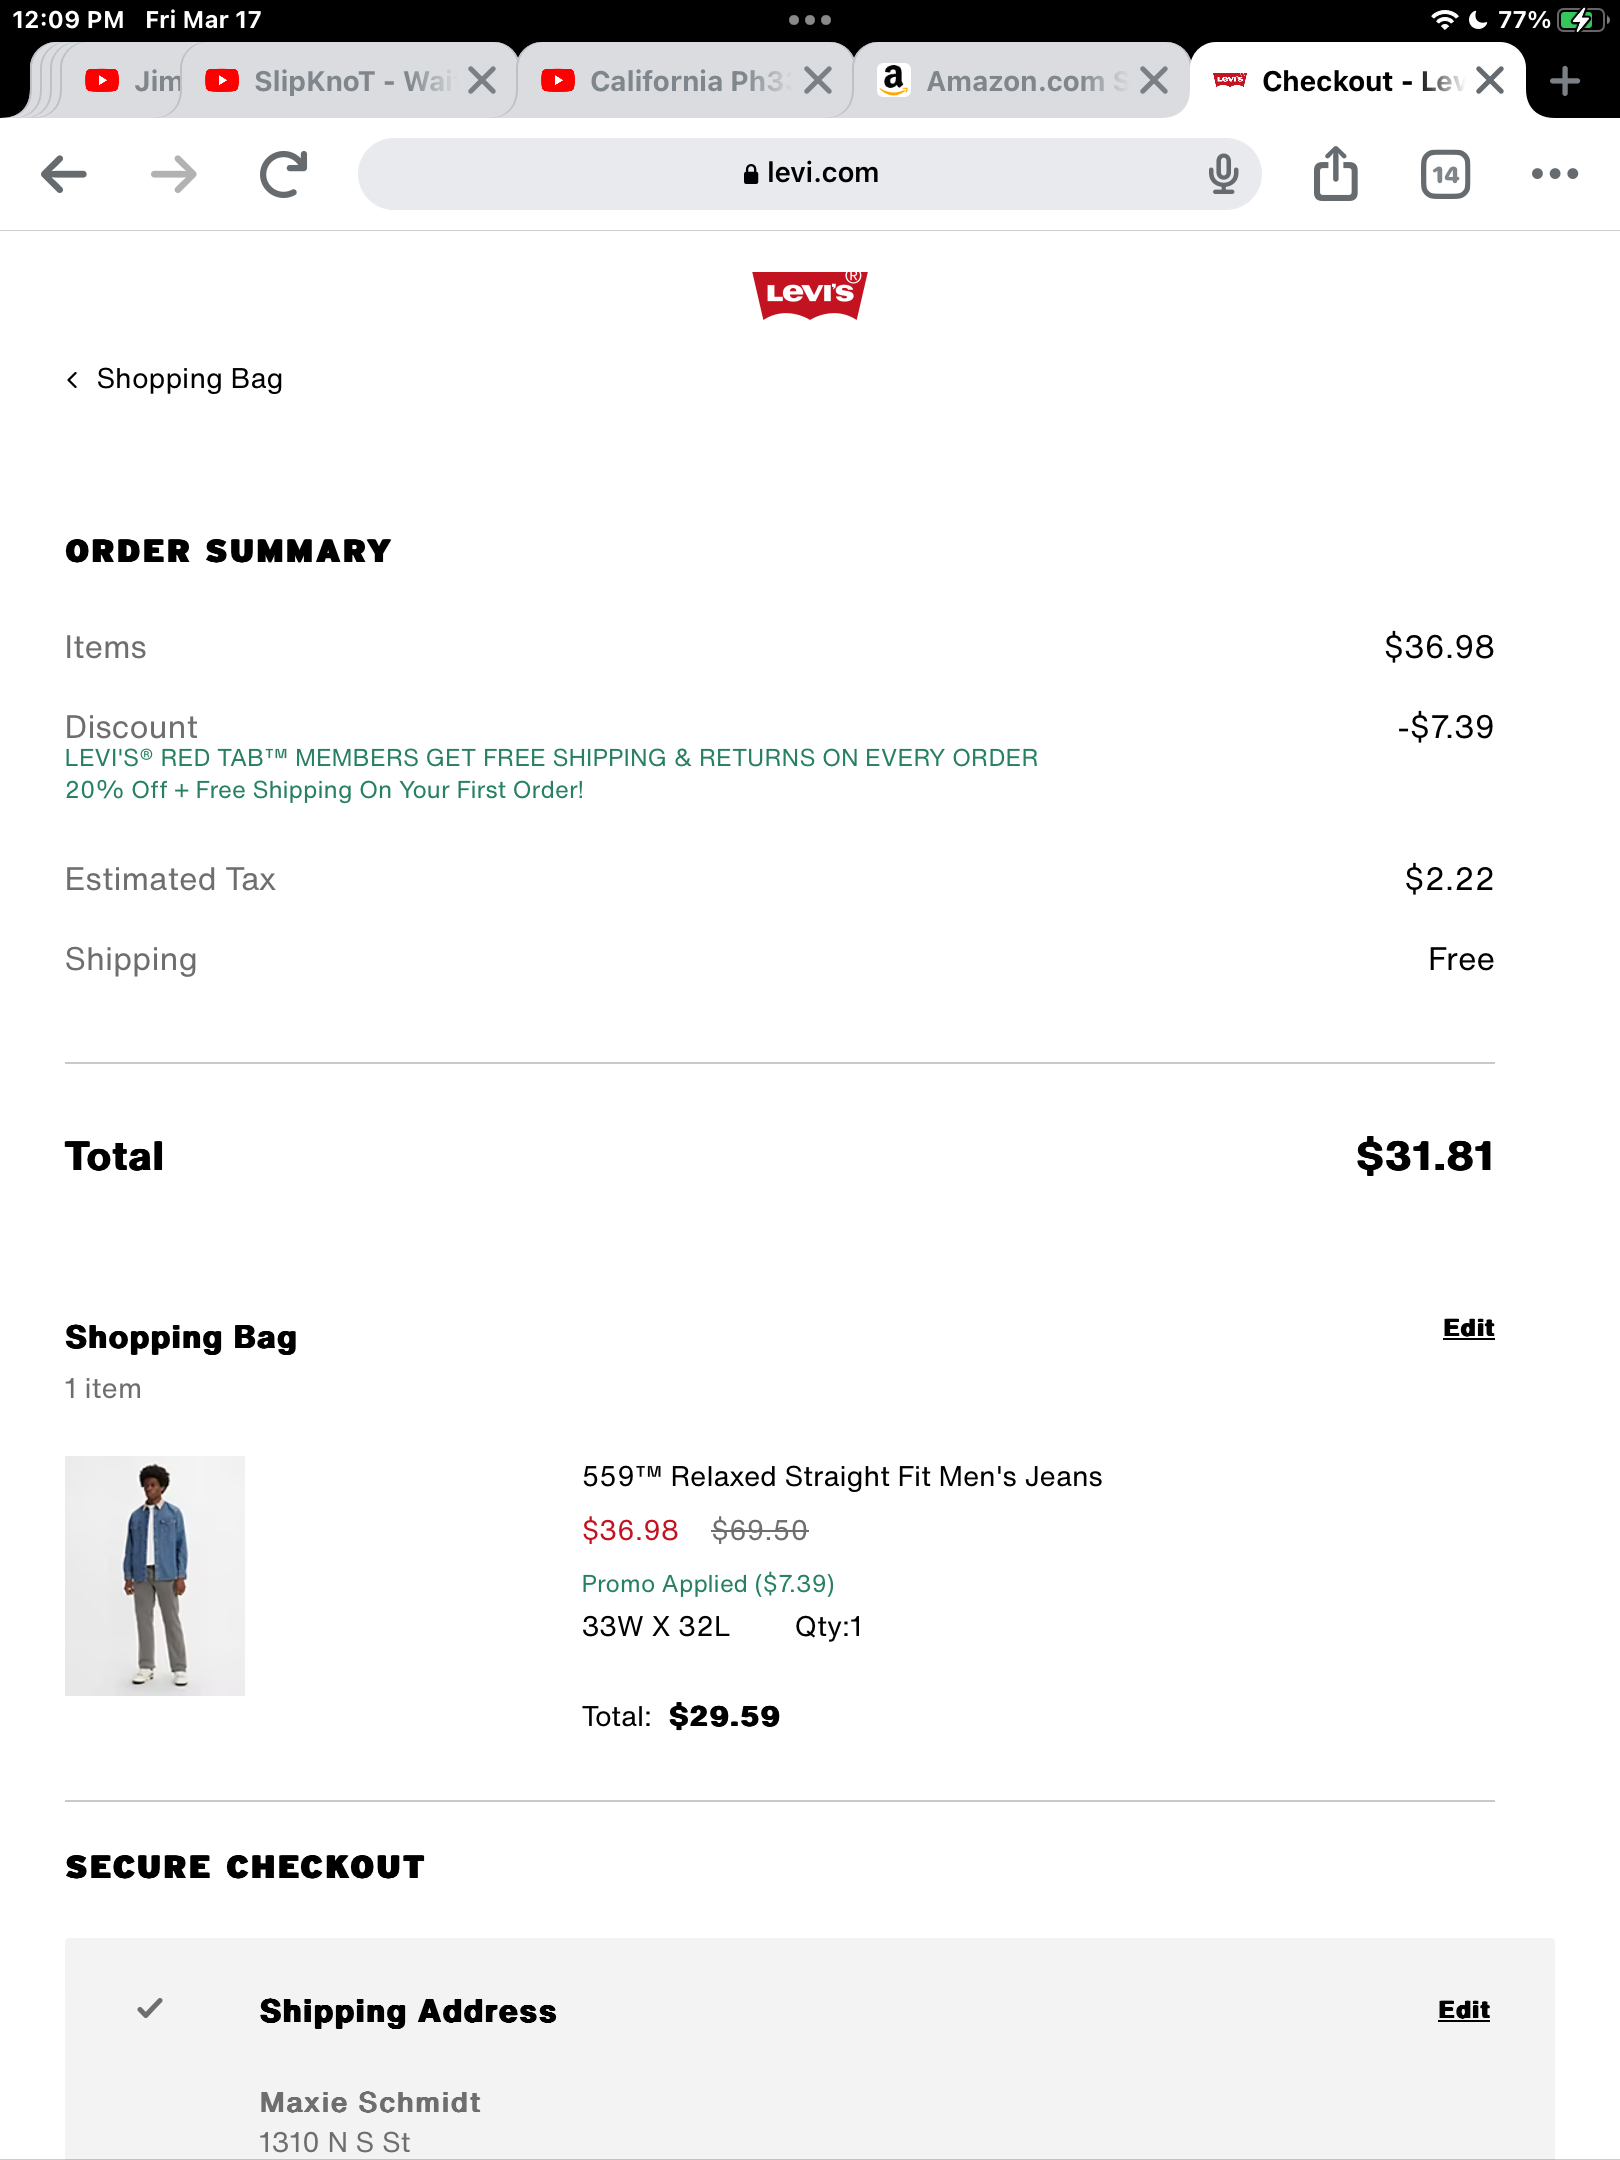 12:09 PM Fri Mar 17
77%
Jim
SlipKnoT - Wai
California Ph3
Amazon.com S
Checkout - Lev
levi.com
14
LEVI'S®
Shopping Bag
ORDER SUMMARY
Items $36.98
Discount -$7.39
LEVI'S® RED TAB™ MEMBERS GET FREE SHIPPING & RETURNS ON EVERY ORDER
20% Off + Free Shipping On Your First Order!
Estimated Tax $2.22
Shipping Free
Total $31.81
Shopping Bag Edit
1 item
559™ Relaxed Straight Fit Men's Jeans
$36.98 $69.50
Promo Applied ($7.39)
33W X 32L Qty:1
Total: $29.59
SECURE CHECKOUT
Shipping Address Edit
Maxie Schmidt
1310 N S St